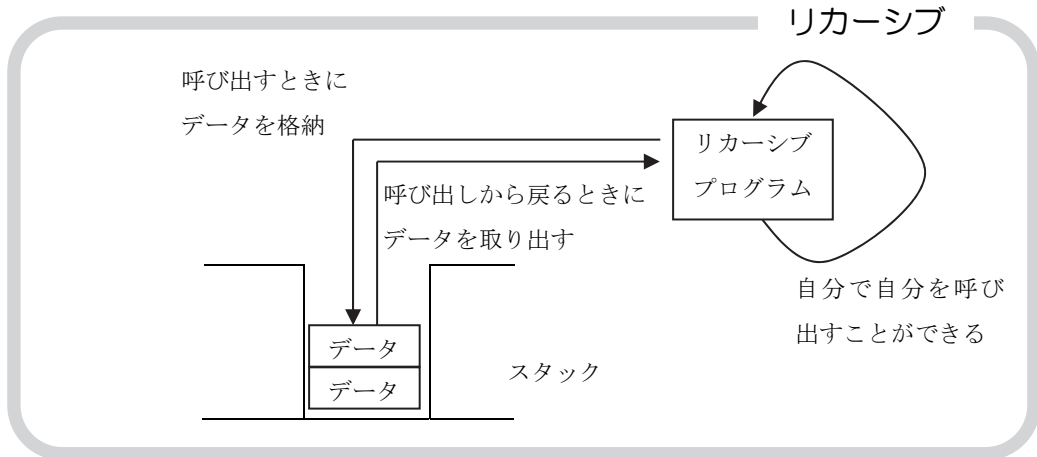 リカーシブ
呼び出すときに
データを格納
リカーシブ
プログラム
呼び出しから戻るときに
データを取り出す
自分で自分を呼び
出すことができる
データ
データ
スタック